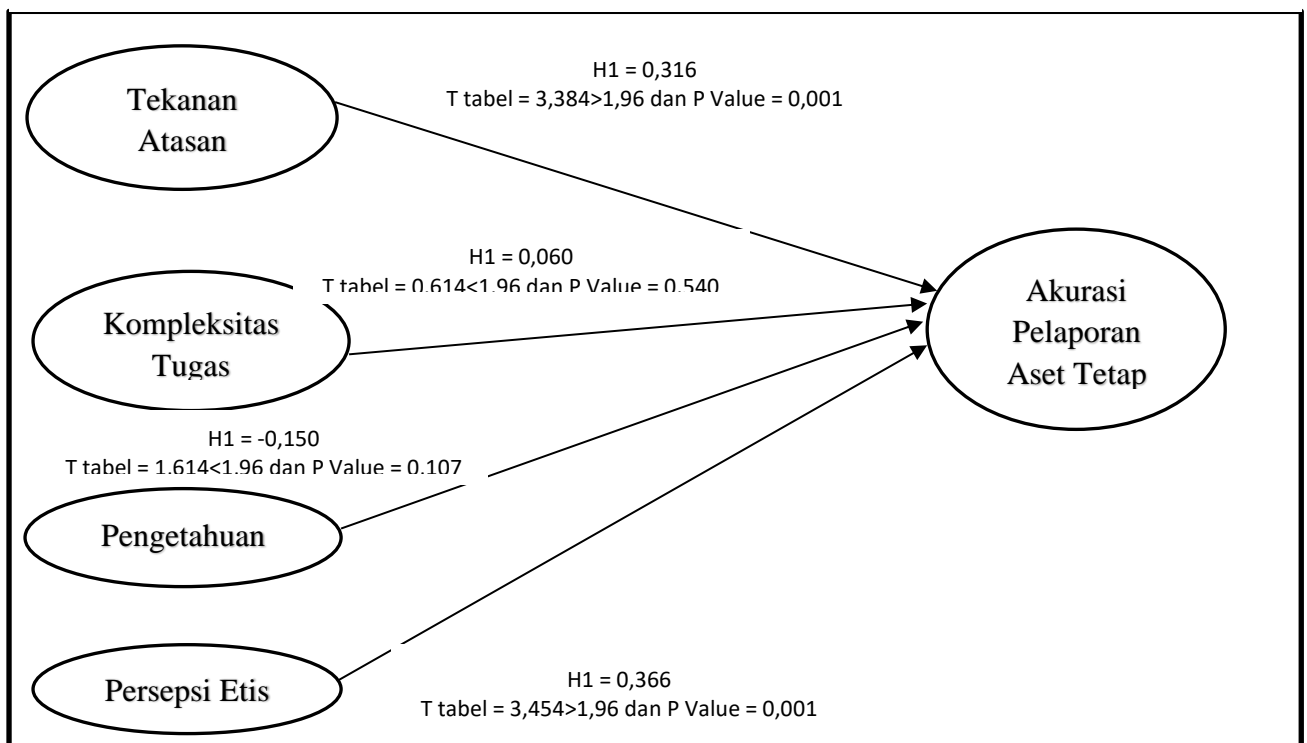 H1 = 0,316
T tabel = 3,384>1,96 dan P Value = 0,001
Tekanan
Atasan
H1 = 0,060
T tabel = 0,614<1,96 dan P Value = 0,540
Kompleksitas
Tugas
Akurasi
Pelaporan
Aset Tetap
H1 = -0,150
T tabel = 1,614<1,96 dan P Value = 0,107
Pengetahuan
Persepsi Etis
H1 = 0,366
T tabel = 3,454>1,96 dan P Value = 0,001